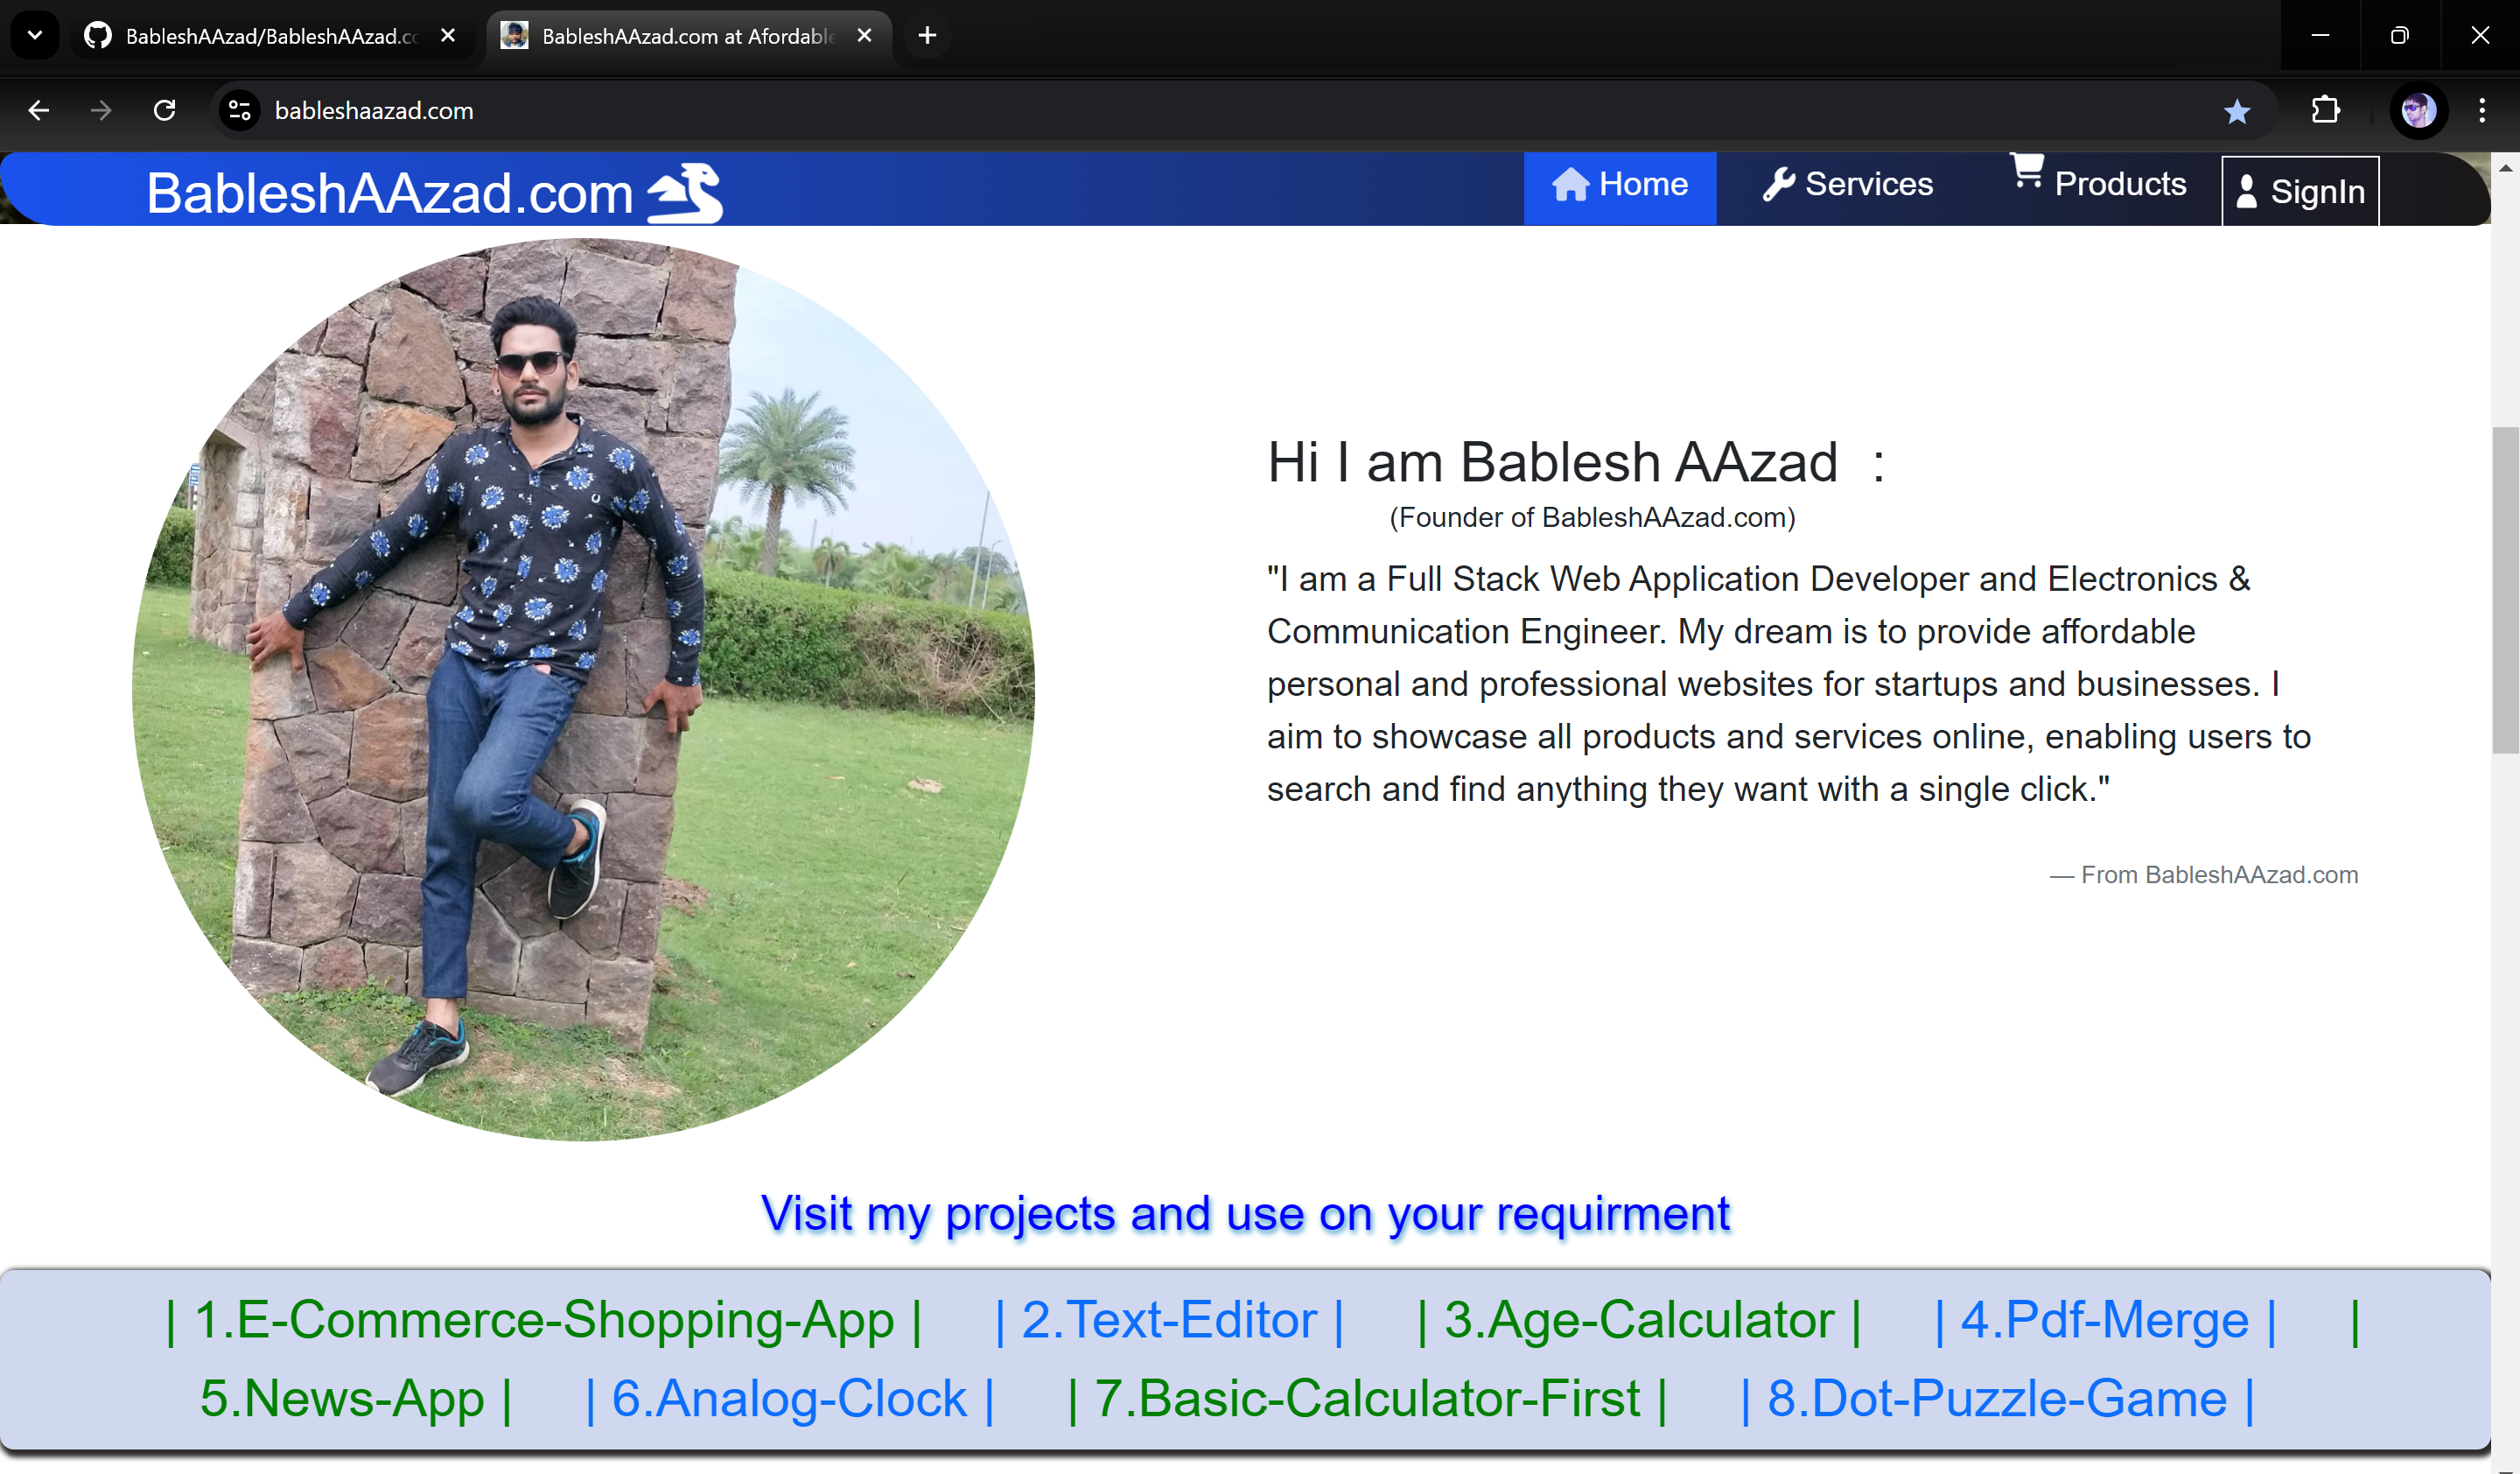 BableshAAzad/BableshAAzad.co
BableshAAzad.com at Afordable
bableshaazad.com
BableshAAzad.com
Home
Services
Products
SignIn
Hi I am Bablesh AAzad :
(Founder of BableshAAzad.com)
"I am a Full Stack Web Application Developer and Electronics &
Communication Engineer. My dream is to provide affordable
personal and professional websites for startups and businesses. I
aim to showcase all products and services online, enabling users to
search and find anything they want with a single click."
— From BableshAAzad.com
Visit my projects and use on your requirment
| 1.E-Commerce-Shopping-App | | 2.Text-Editor | | 3.Age-Calculator | | 4.Pdf-Merge | |
5.News-App | | 6.Analog-Clock | | 7.Basic-Calculator-First | | 8.Dot-Puzzle-Game |